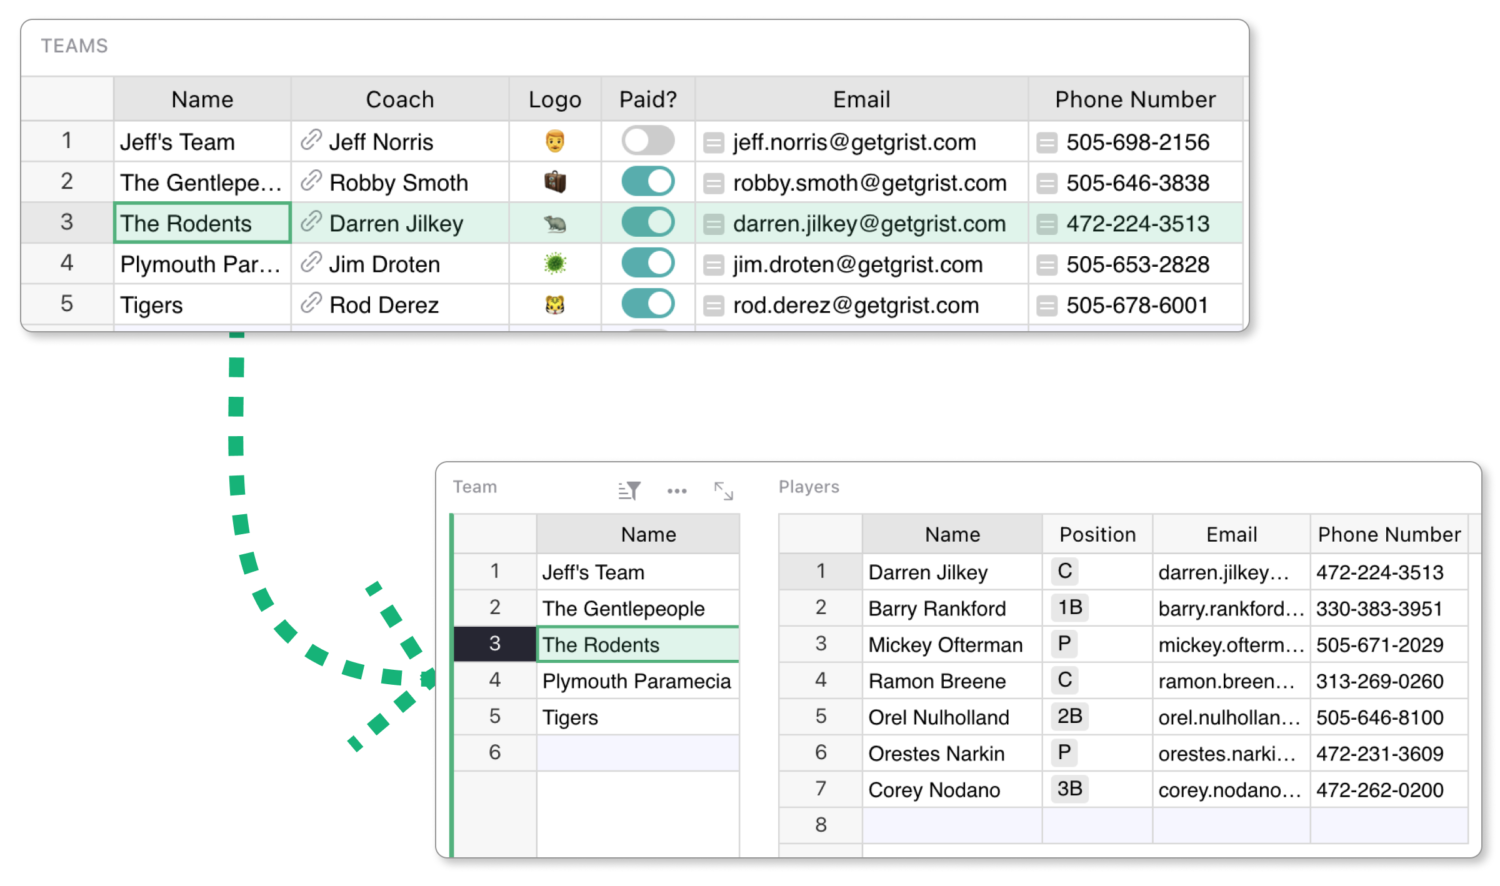 TEAMS
Name Coach Logo Paid? Email Phone Number
1 Jeff's Team Jeff Norris jeff.norris@getgrist.com 505-698-2156
2 The Gentlepe... Robby Smoth robby.smoth@getgrist.com 505-646-3838
3 The Rodents Darren Jilkey darren.jilkey@getgrist.com 472-224-3513
4 Plymouth Par... Jim Droten jim.droten@getgrist.com 505-653-2828
5 Tigers Rod Derez rod.derez@getgrist.com 505-678-6001
Team
Name
1 Jeff's Team
2 The Gentlepeople
3 The Rodents
4 Plymouth Paramecia
5 Tigers
6
Players
Name Position Email Phone Number
1 Darren Jilkey C darren.jilkey... 472-224-3513
2 Barry Rankford 1B barry.rankford... 330-383-3951
3 Mickey Ofterman P mickey.ofterm... 505-671-2029
4 Ramon Breene C ramon.breen... 313-269-0260
5 Orel Nulholland 2B orel.nulhollan... 505-646-8100
6 Orestes Narkin P orestes.narki... 472-231-3609
7 Corey Nodano 3B corey.nodano... 472-262-0200
8